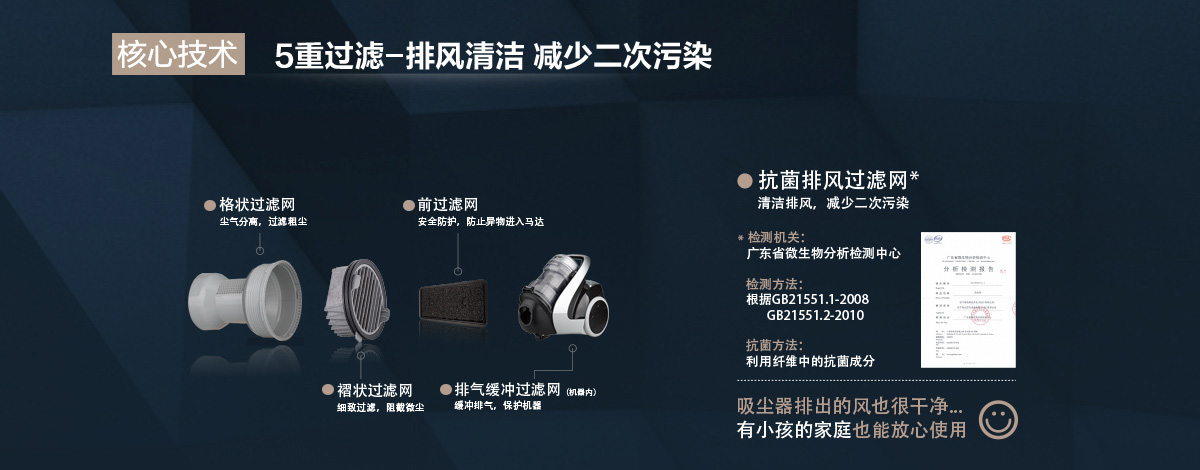 核心技术
5重过滤-排风清洁 减少二次污染
格状过滤网
尘气分离，过滤粗尘
前过滤网
安全防护，防止异物进入马达
褶状过滤网
细致过滤，阻截微尘
排气缓冲过滤网（机器内）
缓冲排气，保护机器
抗菌排风过滤网*
清洁排风，减少二次污染
* 检测机关：
广东省微生物分析检测中心
检测方法：
根据GB21551.1-2008
GB21551.2-2010
抗菌方法：
利用纤维中的抗菌成分
广东省微生物分析检测中心
分析检测报告
吸尘器排出的风也很干净...
有小孩的家庭也能放心使用